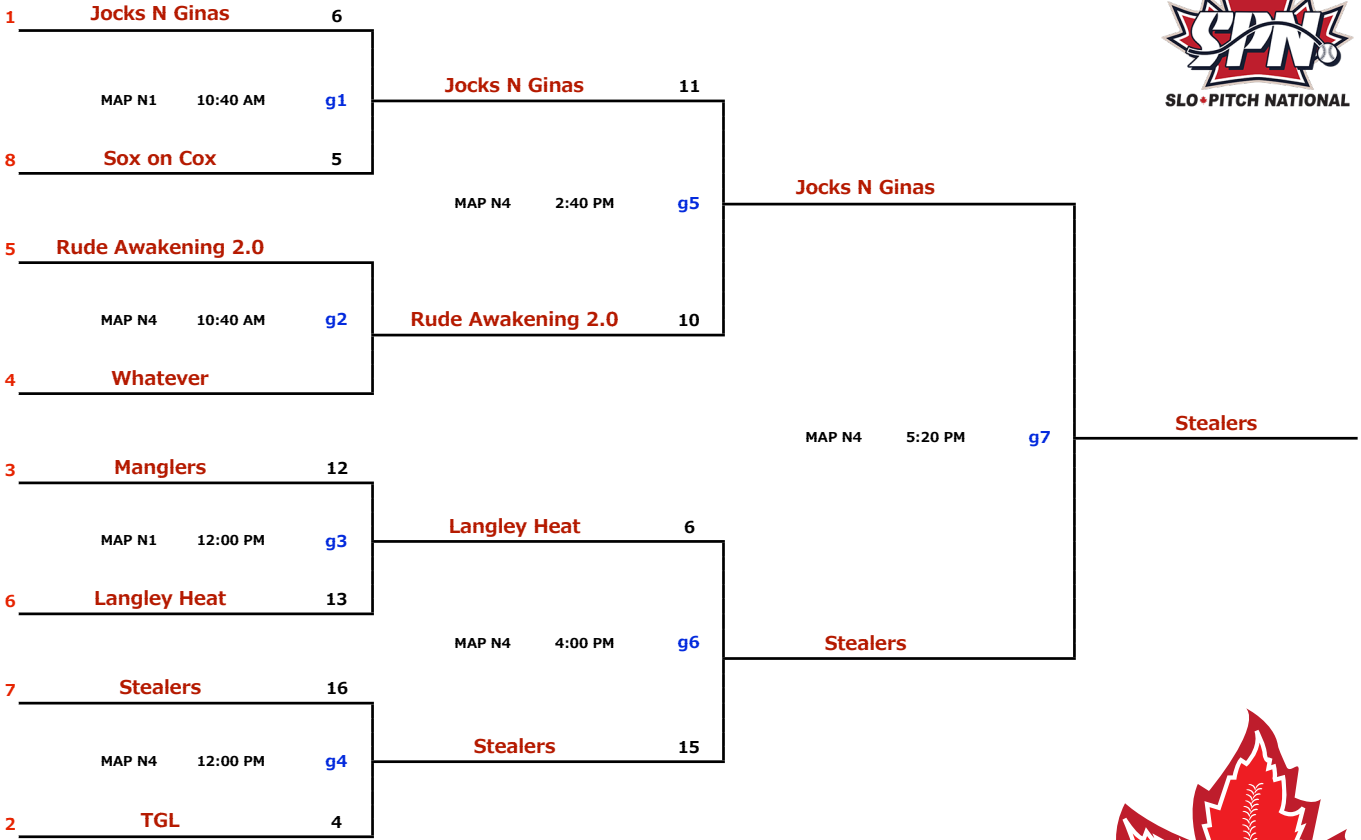 1 Jocks N Ginas 6
SPN
SLO PITCH NATIONAL
Jocks N Ginas 11
MAP N1 10:40 AM g1
8 Sox on Cox 5
Jocks N Ginas
MAP N4 2:40 PM g5
5 Rude Awakening 2.0
MAP N4 10:40 AM g2
Rude Awakening 2.0 10
4 Whatever
Stealers
MAP N4 5:20 PM g7
3 Manglers 12
Langley Heat 6
MAP N1 12:00 PM g3
6 Langley Heat 13
MAP N4 4:00 PM g6
Stealers
7 Stealers 16
Stealers 15
MAP N4 12:00 PM g4
2 TGL 4